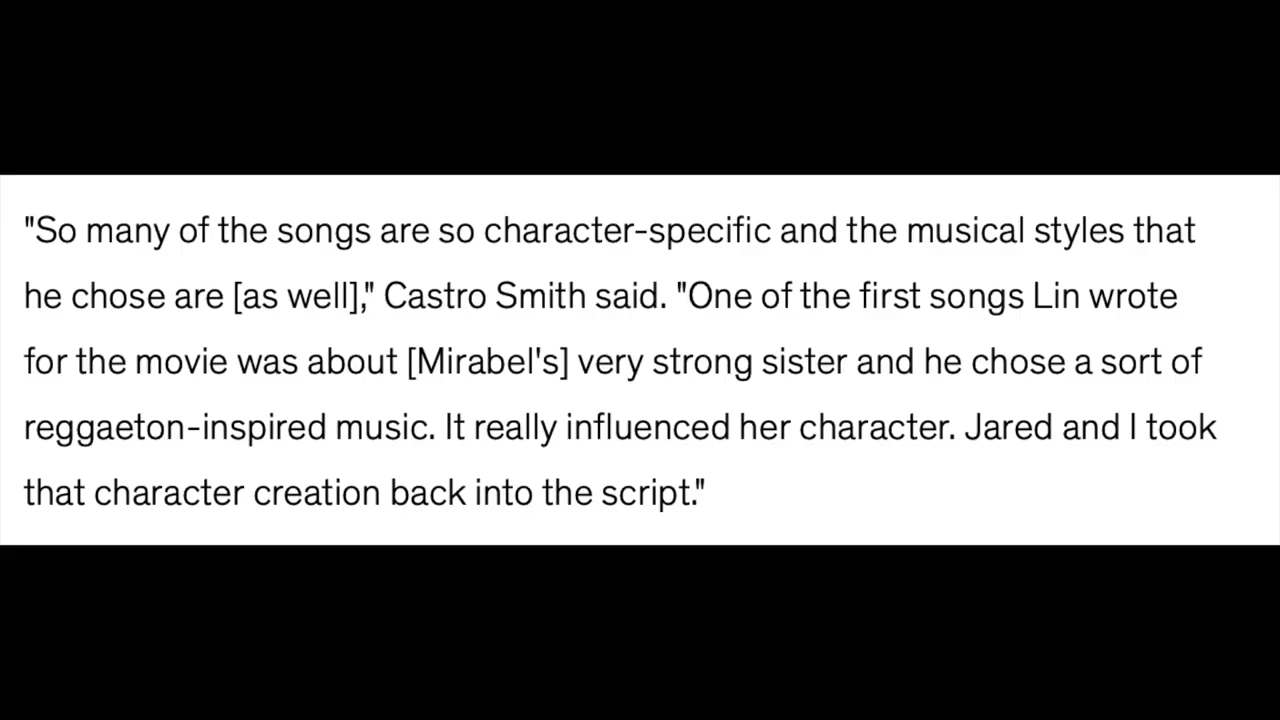 "So many of the songs are so character-specific and the musical styles that
he chose are [as well]," Castro Smith said. "One of the first songs Lin wrote
for the movie was about [Mirabel's] very strong sister and he chose a sort of
reggaeton-inspired music. It really influenced her character. Jared and I took
that character creation back into the script."